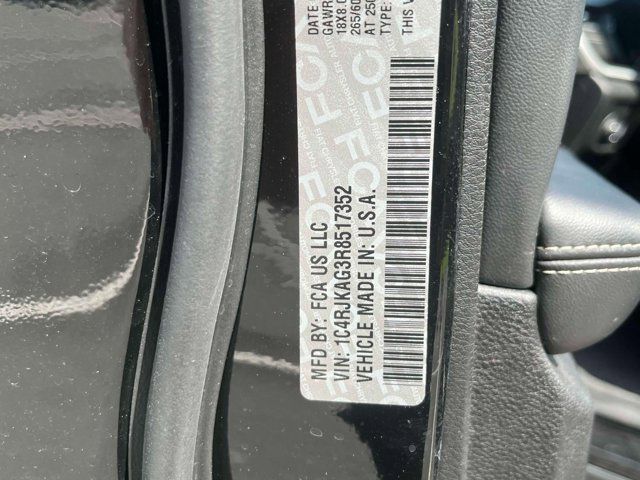 DATE
GAWR
18X8.0
265/60
AT 250
TYPE:
THIS V
MFD BY: FCA US LLC
VIN: 1C4RJKAG3R8517352
VEHICLE MADE IN: U.S.A.